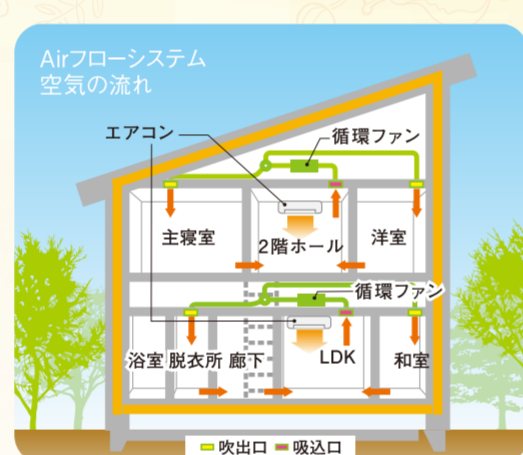 Airフローシステム
空気の流れ
エアコン
循環ファン
主寝室
2階ホール
洋室
循環ファン
浴室
脱衣所
廊下
LDK
和室
吹出口
吸込口